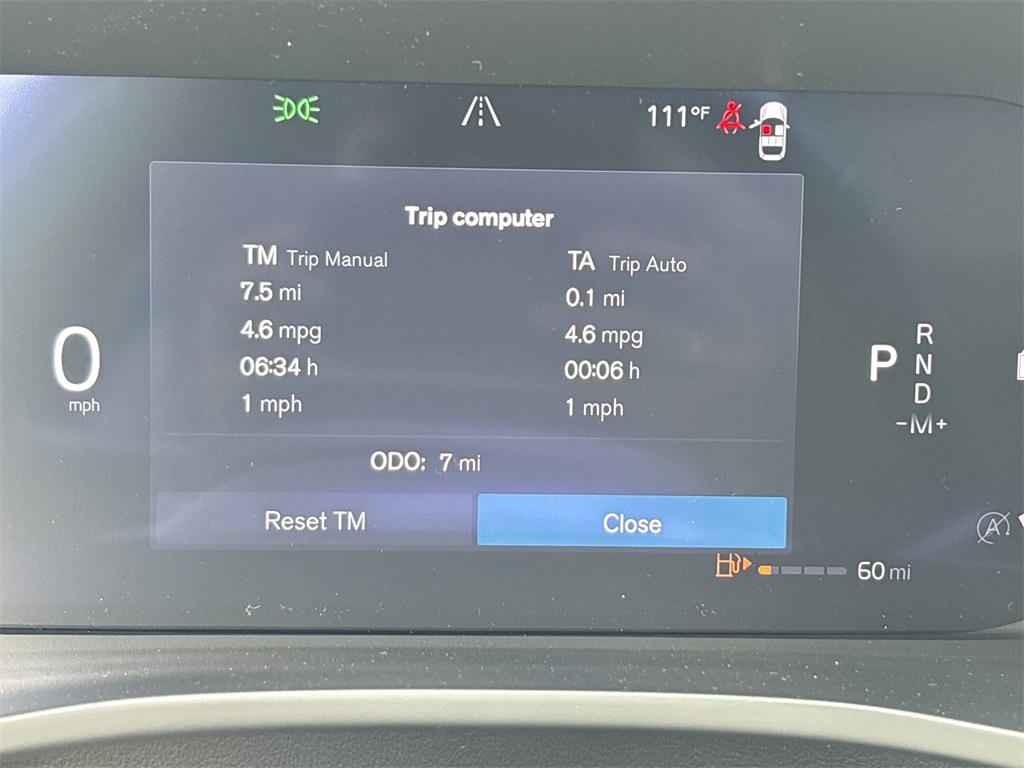 111°F
Trip computer
TM Trip Manual
7.5 mi
4.6 mpg
06:34 h
1 mph
TA Trip Auto
0.1 mi
4.6 mpg
00:06 h
1 mph
ODO: 7 mi
Reset TM
Close
0
mph
P
R
N
D
-M+
A
60 mi